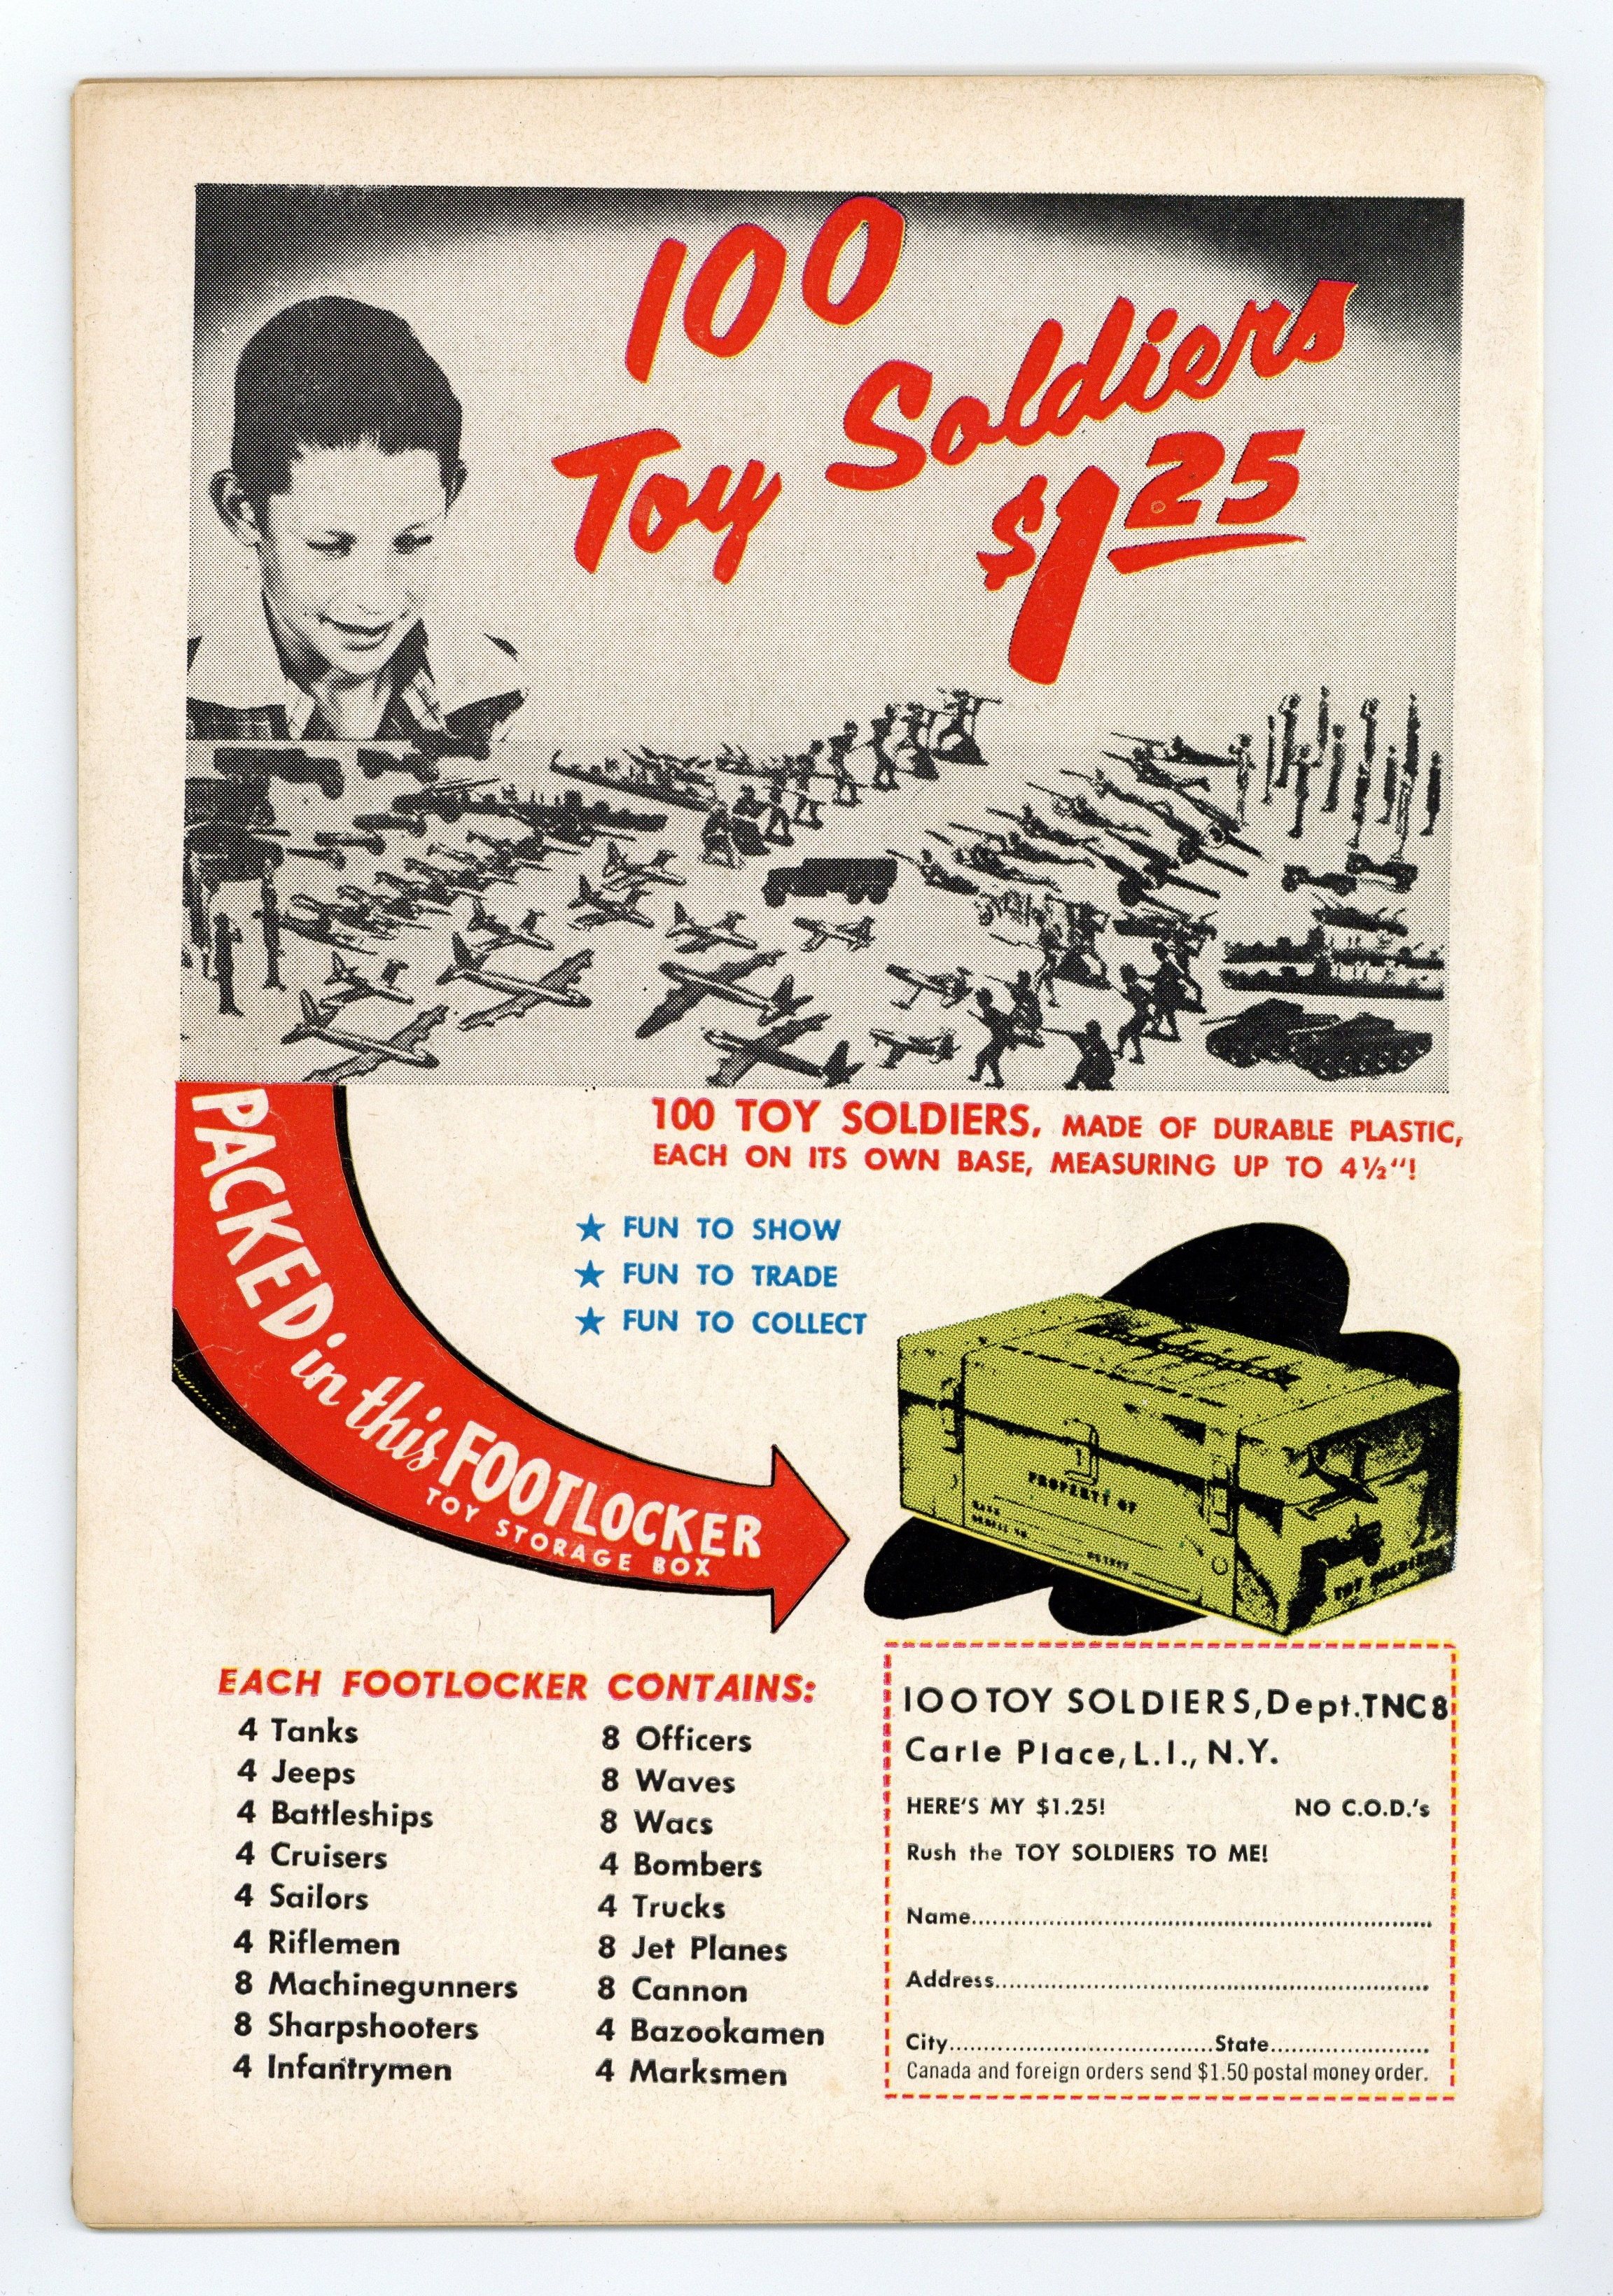 100
Toy Soldiers
$1.25
100 TOY SOLDIERS, MADE OF DURABLE PLASTIC,
EACH ON ITS OWN BASE, MEASURING UP TO 4½"!
PACKED in this FOOTLOCKER
TOY STORAGE BOX
★ FUN TO SHOW
★ FUN TO TRADE
★ FUN TO COLLECT
PROPERTY OF
EACH FOOTLOCKER CONTAINS:
4 Tanks
4 Jeeps
4 Battleships
4 Cruisers
4 Sailors
4 Riflemen
8 Machinegunners
8 Sharpshooters
4 Infantrymen
8 Officers
8 Waves
8 Wacs
4 Bombers
4 Trucks
8 Jet Planes
8 Cannon
4 Bazookamen
4 Marksmen
100 TOY SOLDIERS, Dept. TNC8
Carle Place, L.I., N.Y.
HERE'S MY $1.25! NO C.O.D.'s
Rush the TOY SOLDIERS TO ME!
Name
Address
City State
Canada and foreign orders send $1.50 postal money order.